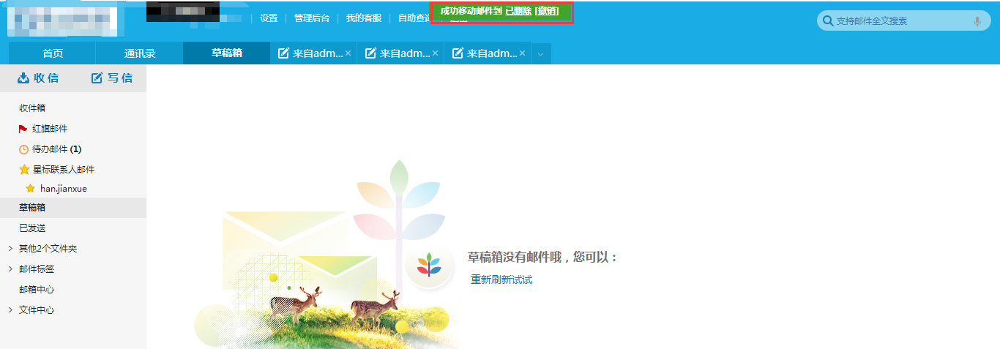 设置 | 管理后台 | 我的客服 | 自助查询
成功移动邮件到 已删除 [撤销]
支持邮件全文搜索
首页 通讯录 草稿箱 来自adm...× 来自adm...× 来自adm...×
收信 写信
收件箱
红旗邮件
待办邮件 (1)
星标联系人邮件
han.jianxue
草稿箱
已发送
其他2个文件夹
邮件标签
邮箱中心
文件中心
草稿箱没有邮件哦，您可以：
重新刷新试试